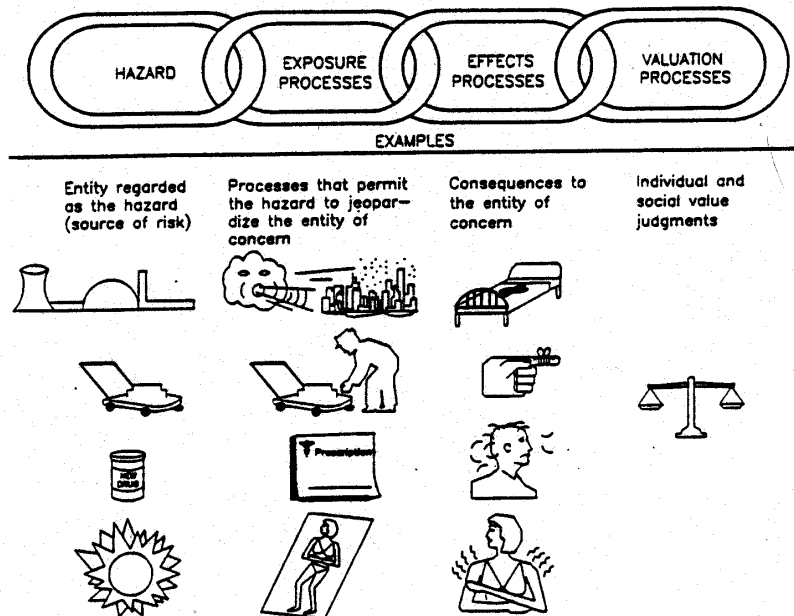 HAZARD
EXPOSURE
PROCESSES
EFFECTS
PROCESSES
VALUATION
PROCESSES
EXAMPLES
Entity regarded
as the hazard
(source of risk)
Processes that permit
the hazard to jeopar-
dize the entity of
concern
Consequences to
the entity of
concern
Individual and
social value
judgments
Prescription
NEW
DRUG